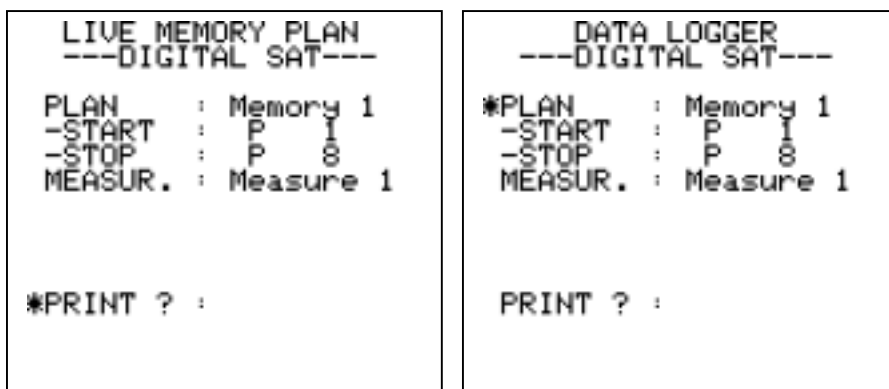 LIVE MEMORY PLAN
---DIGITAL SAT---
PLAN : Memory 1
-START : P 1
-STOP : P 8
MEASUR. : Measure 1
*PRINT ? :
DATA LOGGER
---DIGITAL SAT---
*PLAN : Memory 1
-START : P 1
-STOP : P 8
MEASUR. : Measure 1
PRINT ? :